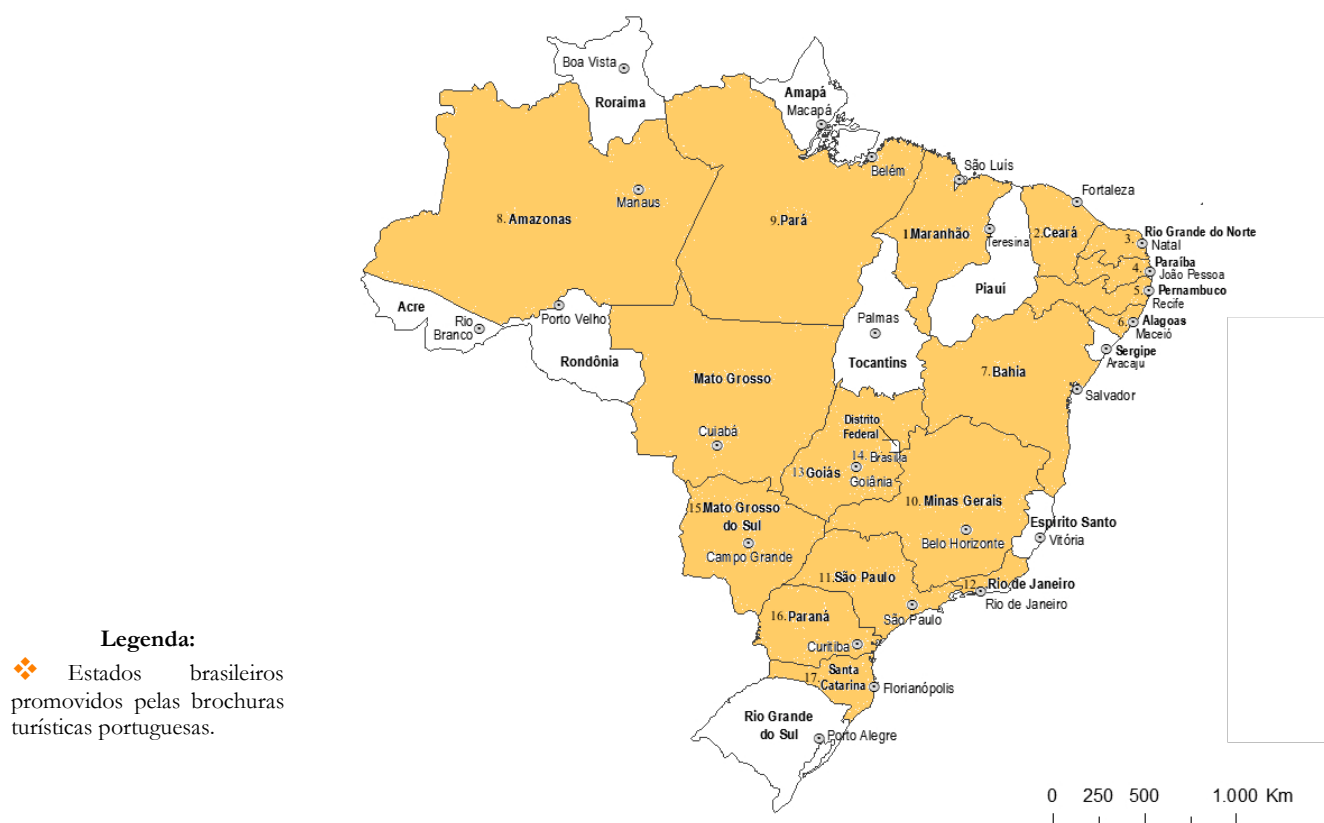 Boa Vista
Roraima
Amapá
Macapá
Belém
São Luís
Fortaleza
Manaus
8. Amazonas
9. Pará
1. Maranhão
Teresina
2. Ceará
3. Rio Grande do Norte
Natal
4. Paraíba
João Pessoa
5. Pernambuco
Recife
6. Alagoas
Maceió
Sergipe
Aracaju
Piauí
Acre
Rio
Branco
Porto Velho
Rondônia
Palmas
Tocantins
7. Bahia
Salvador
Mato Grosso
Cuiabá
Distrito
Federal
14. Brasília
13 Goiás
Goiânia
10. Minas Gerais
Belo Horizonte
Espírito Santo
Vitória
15. Mato Grosso
do Sul
Campo Grande
11. São Paulo
São Paulo
12. Rio de Janeiro
Rio de Janeiro
16. Paraná
Curitiba
17. Santa
Catarina
Florianópolis
Rio Grande
do Sul
Porto Alegre
Legenda:
Estados brasileiros
promovidos pelas brochuras
turísticas portuguesas.
0 250 500 1.000 Km